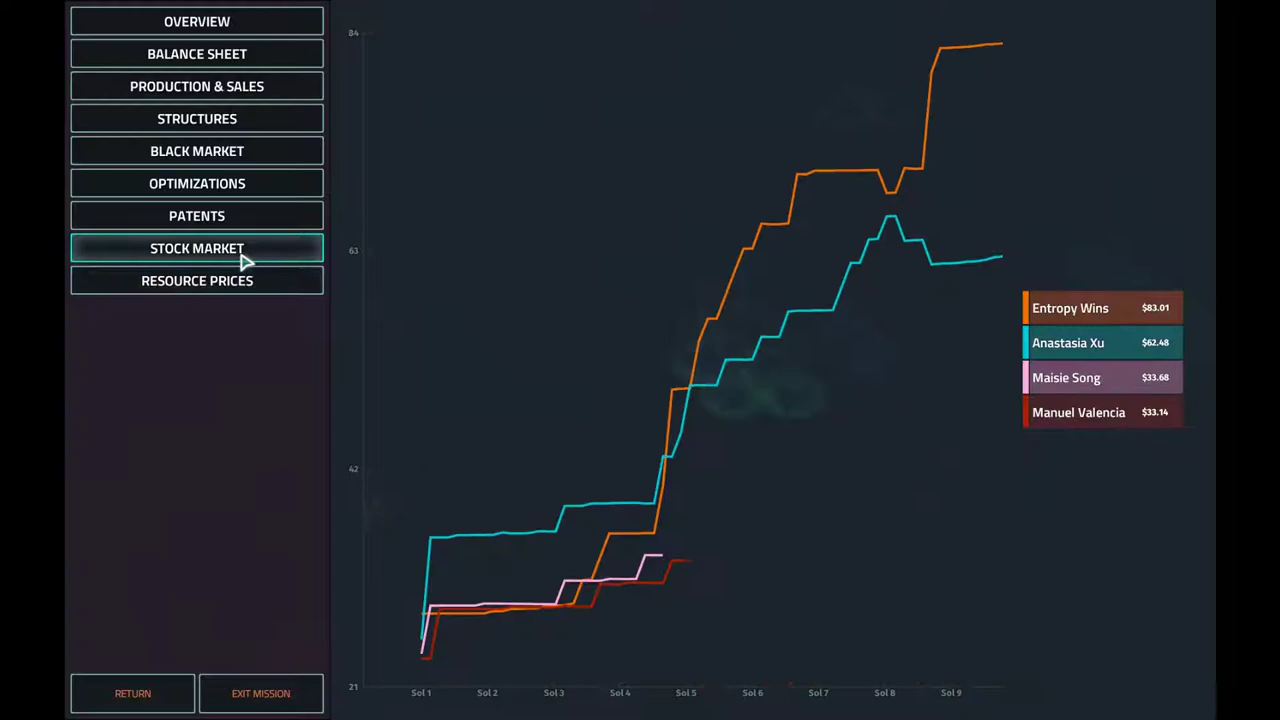 OVERVIEW
BALANCE SHEET
PRODUCTION & SALES
STRUCTURES
BLACK MARKET
OPTIMIZATIONS
PATENTS
STOCK MARKET
RESOURCE PRICES
RETURN
EXIT MISSION
84
63
42
21
Sol 1 Sol 2 Sol 3 Sol 4 Sol 5 Sol 6 Sol 7 Sol 8 Sol 9
Entropy Wins $83.01
Anastasia Xu $62.48
Maisie Song $33.68
Manuel Valencia $33.14